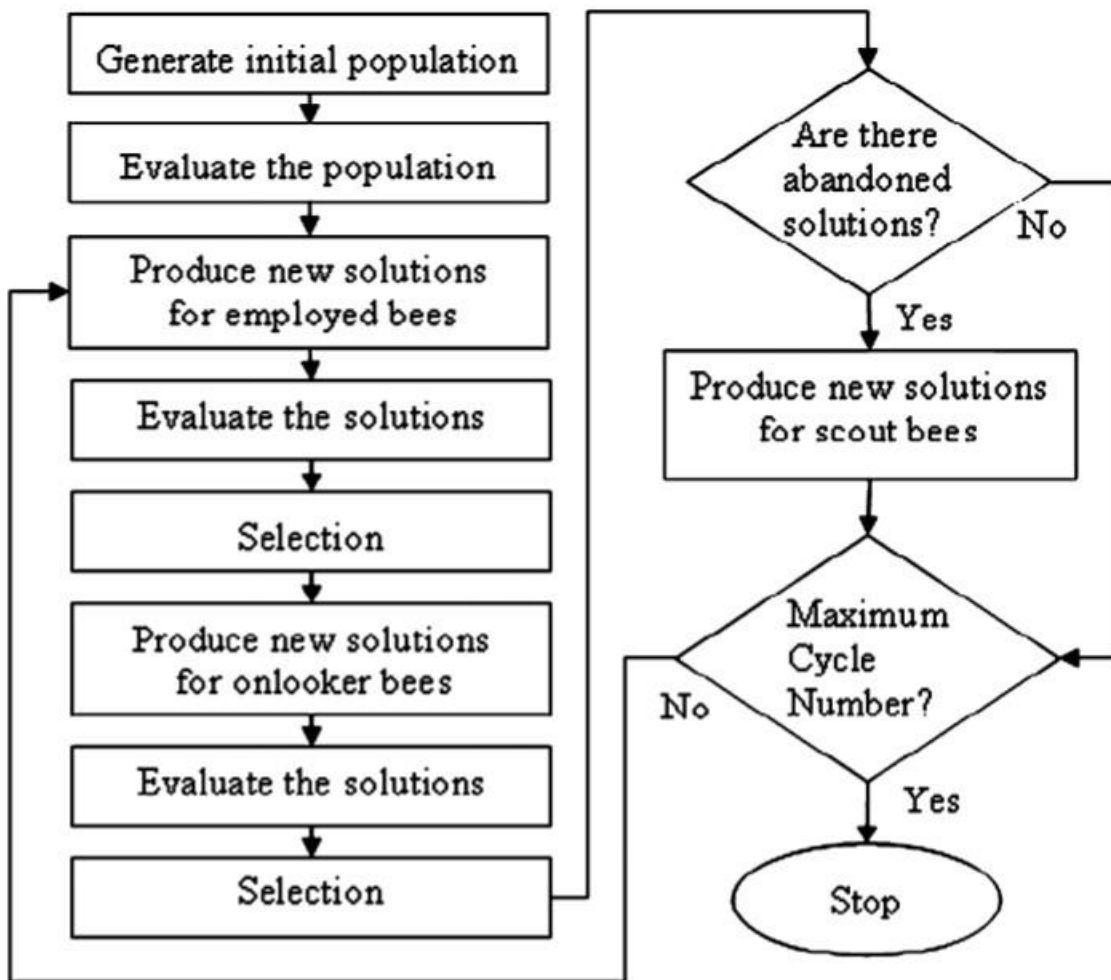 Generate initial population
Evaluate the population
Produce new solutions
for employed bees
Evaluate the solutions
Selection
Produce new solutions
for onlooker bees
Evaluate the solutions
Selection
Are there
abandoned
solutions?
No
Yes
Produce new solutions
for scout bees
Maximum
Cycle
Number?
No
Yes
Stop